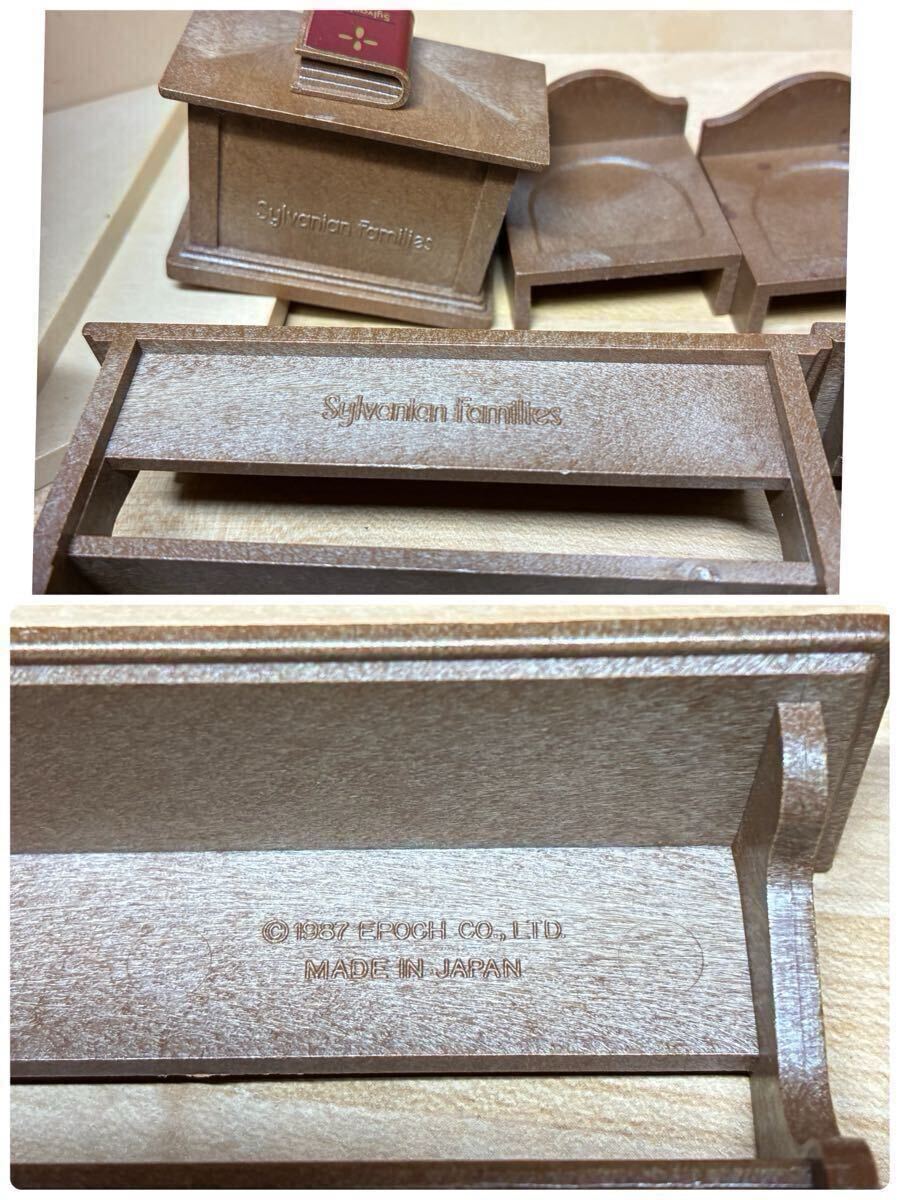 Sylvanian Families
Sylvanian Families
© 1987 EPOCH CO., LTD.
MADE IN JAPAN